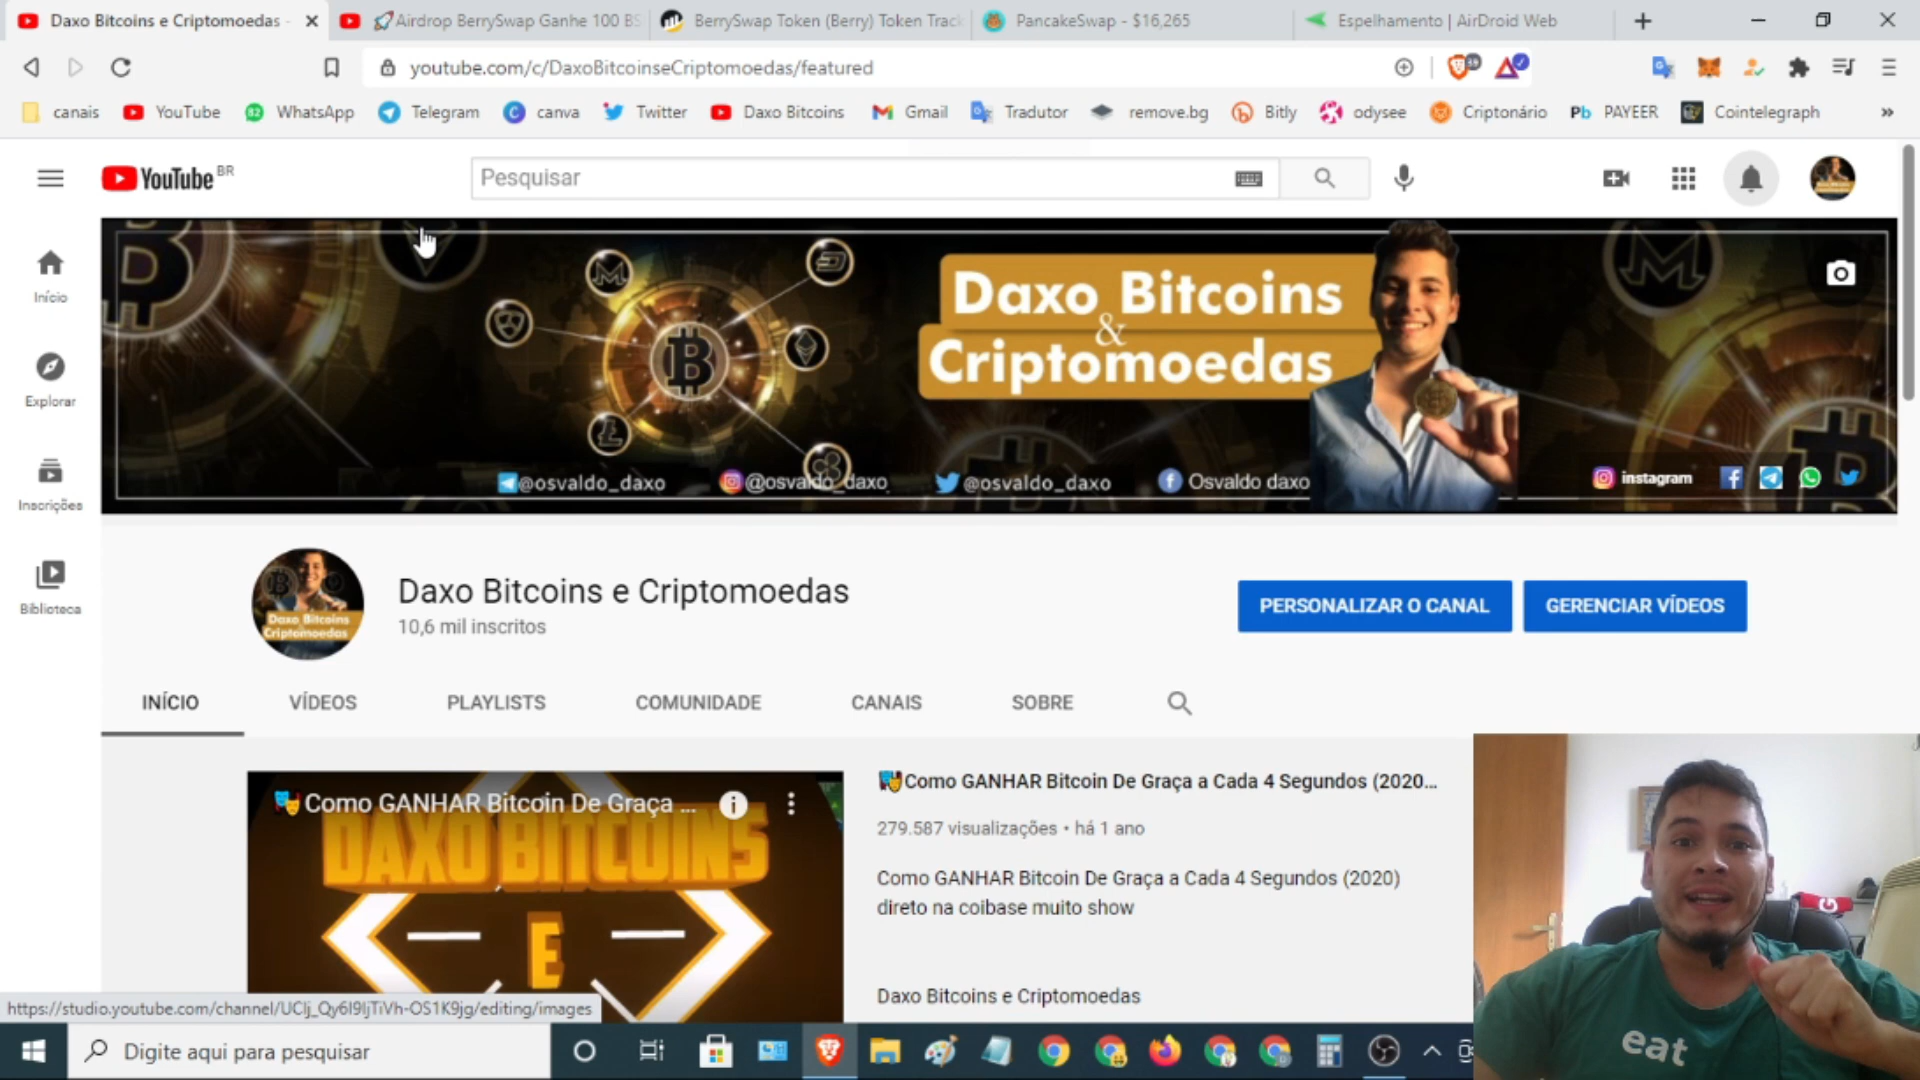 Daxo Bitcoins e Criptomoedas -
Airdrop BerrySwap Ganhe 100 BS
BerrySwap Token (Berry) Token Track
PancakeSwap - $16,265
Espelhamento | AirDroid Web
youtube.com/c/DaxoBitcoinseCriptomoedas/featured
canais
YouTube
WhatsApp
Telegram
canva
Twitter
Daxo Bitcoins
Gmail
Tradutor
remove.bg
Bitly
odysee
Criptonário
Pb PAYEER
Cointelegraph
YouTube BR
Pesquisar
Início
Explorar
Inscrições
Biblioteca
Daxo Bitcoins
&
Criptomoedas
@osvaldo_daxo
@osvaldo_daxo
@osvaldo_daxo
Osvaldo daxo
instagram
Daxo Bitcoins
Criptomoedas
Daxo Bitcoins e Criptomoedas
10,6 mil inscritos
PERSONALIZAR O CANAL
GERENCIAR VÍDEOS
INÍCIO
VÍDEOS
PLAYLISTS
COMUNIDADE
CANAIS
SOBRE
Como GANHAR Bitcoin De Graça ...
DAXO BITCOINS
E
Como GANHAR Bitcoin De Graça a Cada 4 Segundos (2020...
279.587 visualizações • há 1 ano
Como GANHAR Bitcoin De Graça a Cada 4 Segundos (2020)
direto na coibase muito show
Daxo Bitcoins e Criptomoedas
https://studio.youtube.com/channel/UClj_Qy6I9IjTiVh-OS1K9jg/editing/images
Digite aqui para pesquisar
eat